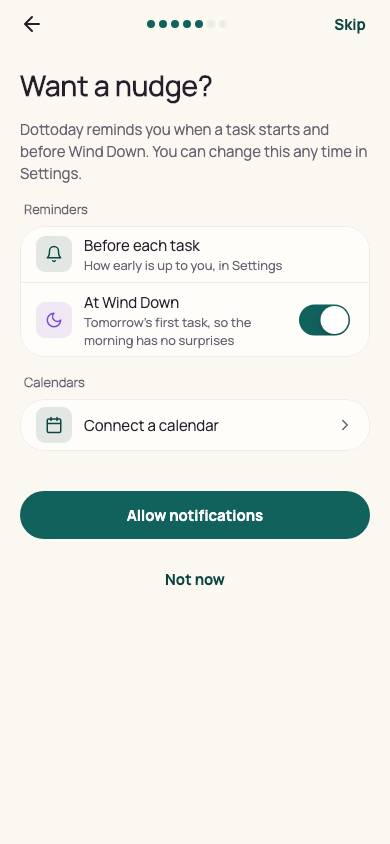 Skip
Want a nudge?
Dottoday reminds you when a task starts and
before Wind Down. You can change this any time in
Settings.
Reminders
Before each task
How early is up to you, in Settings
At Wind Down
Tomorrow's first task, so the
morning has no surprises
Calendars
Connect a calendar
Allow notifications
Not now